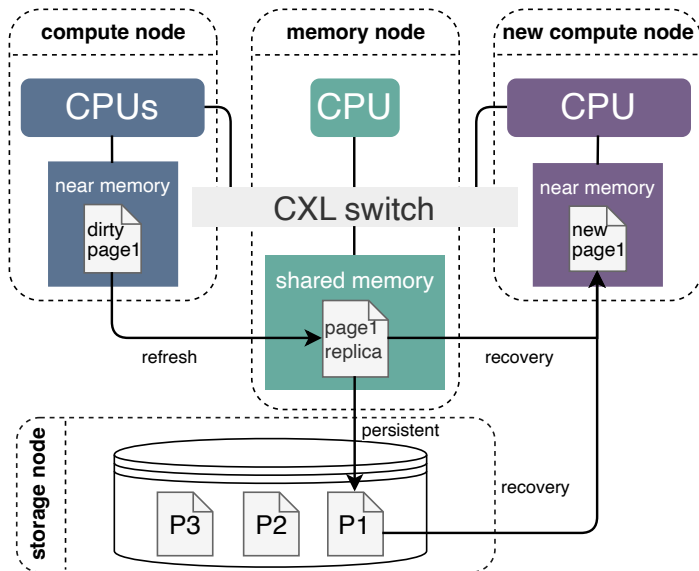 compute node
memory node
new compute node
CPUs
CPU
CPU
near memory
near memory
CXL switch
dirty
page1
new
page1
shared memory
page1
replica
refresh
recovery
persistent
storage node
recovery
P3
P2
P1